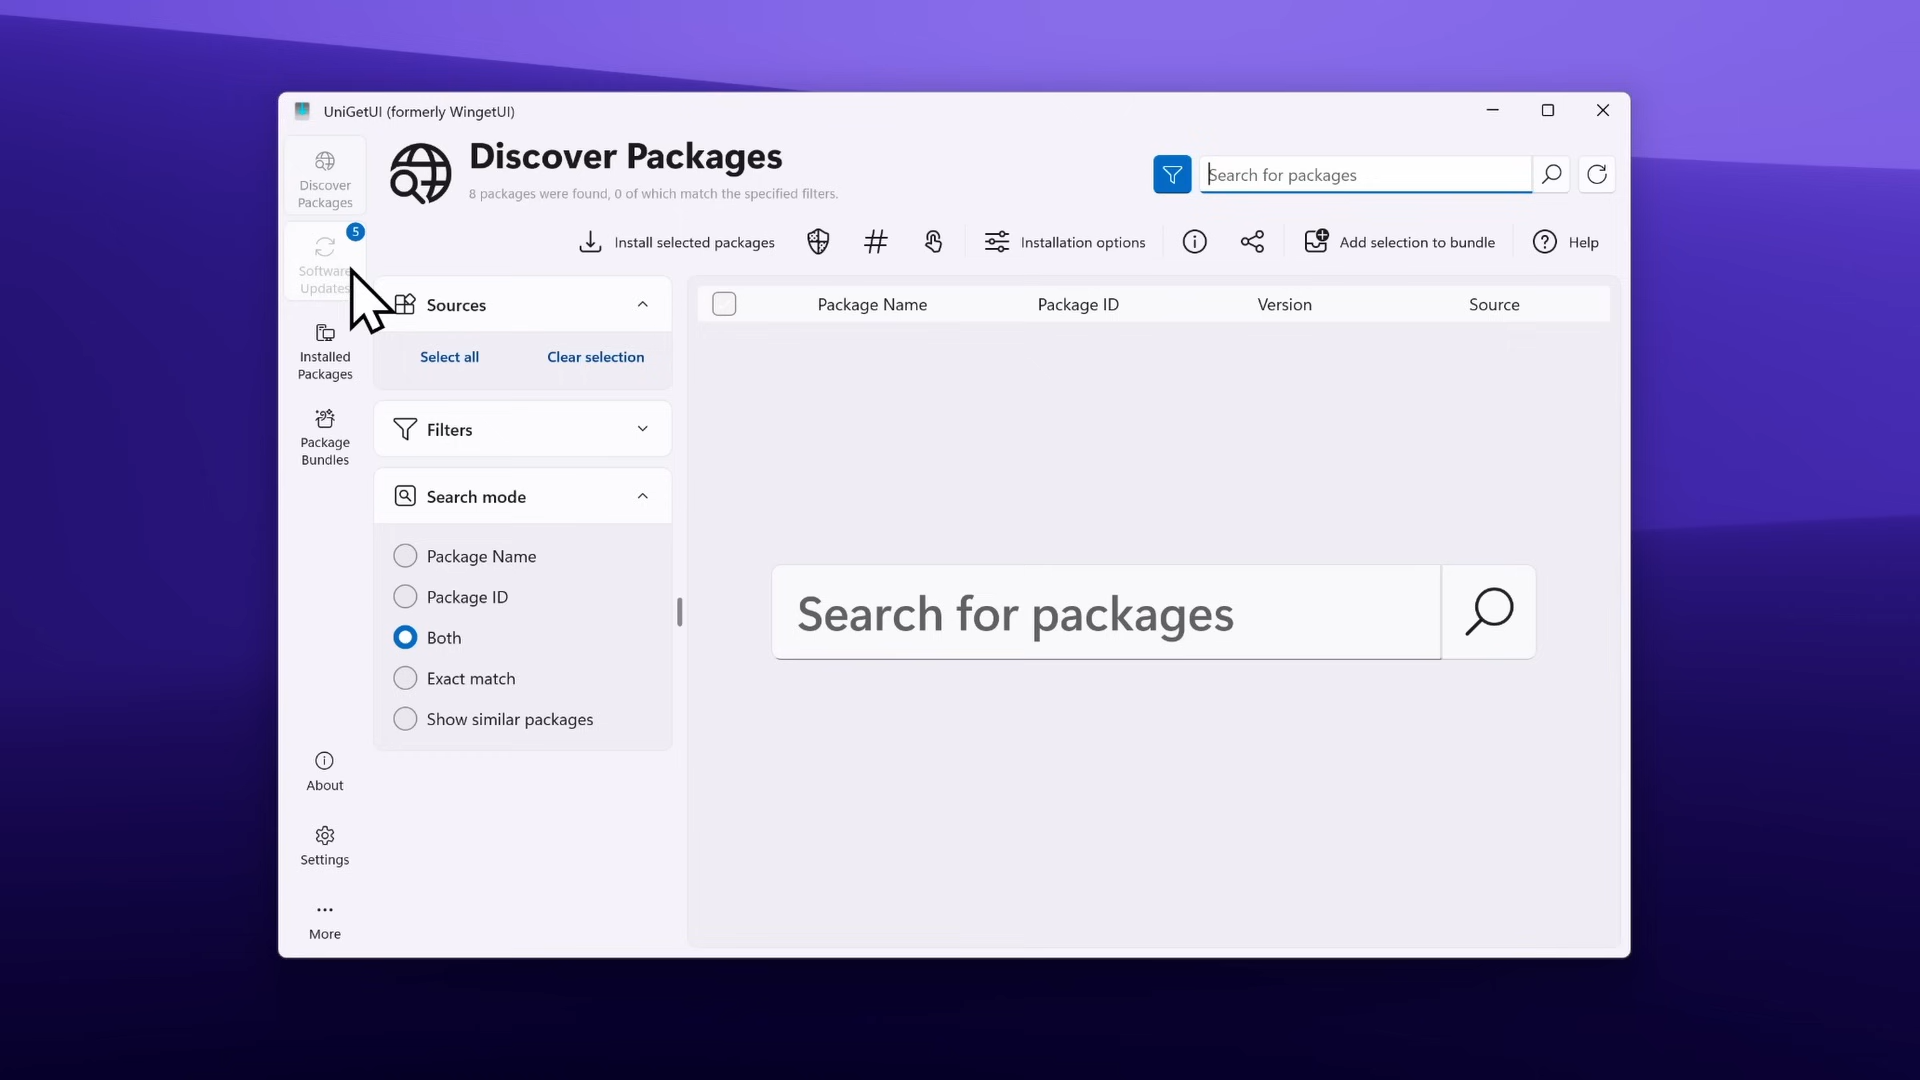 UniGetUI (formerly WingetUI)
Discover Packages
8 packages were found, 0 of which match the specified filters.
Search for packages
Discover
Packages
5
Software
Updates
Installed
Packages
Package
Bundles
About
Settings
More
Install selected packages
Installation options
Add selection to bundle
Help
Sources
Select all
Clear selection
Filters
Search mode
Package Name
Package ID
Both
Exact match
Show similar packages
Package Name
Package ID
Version
Source
Search for packages